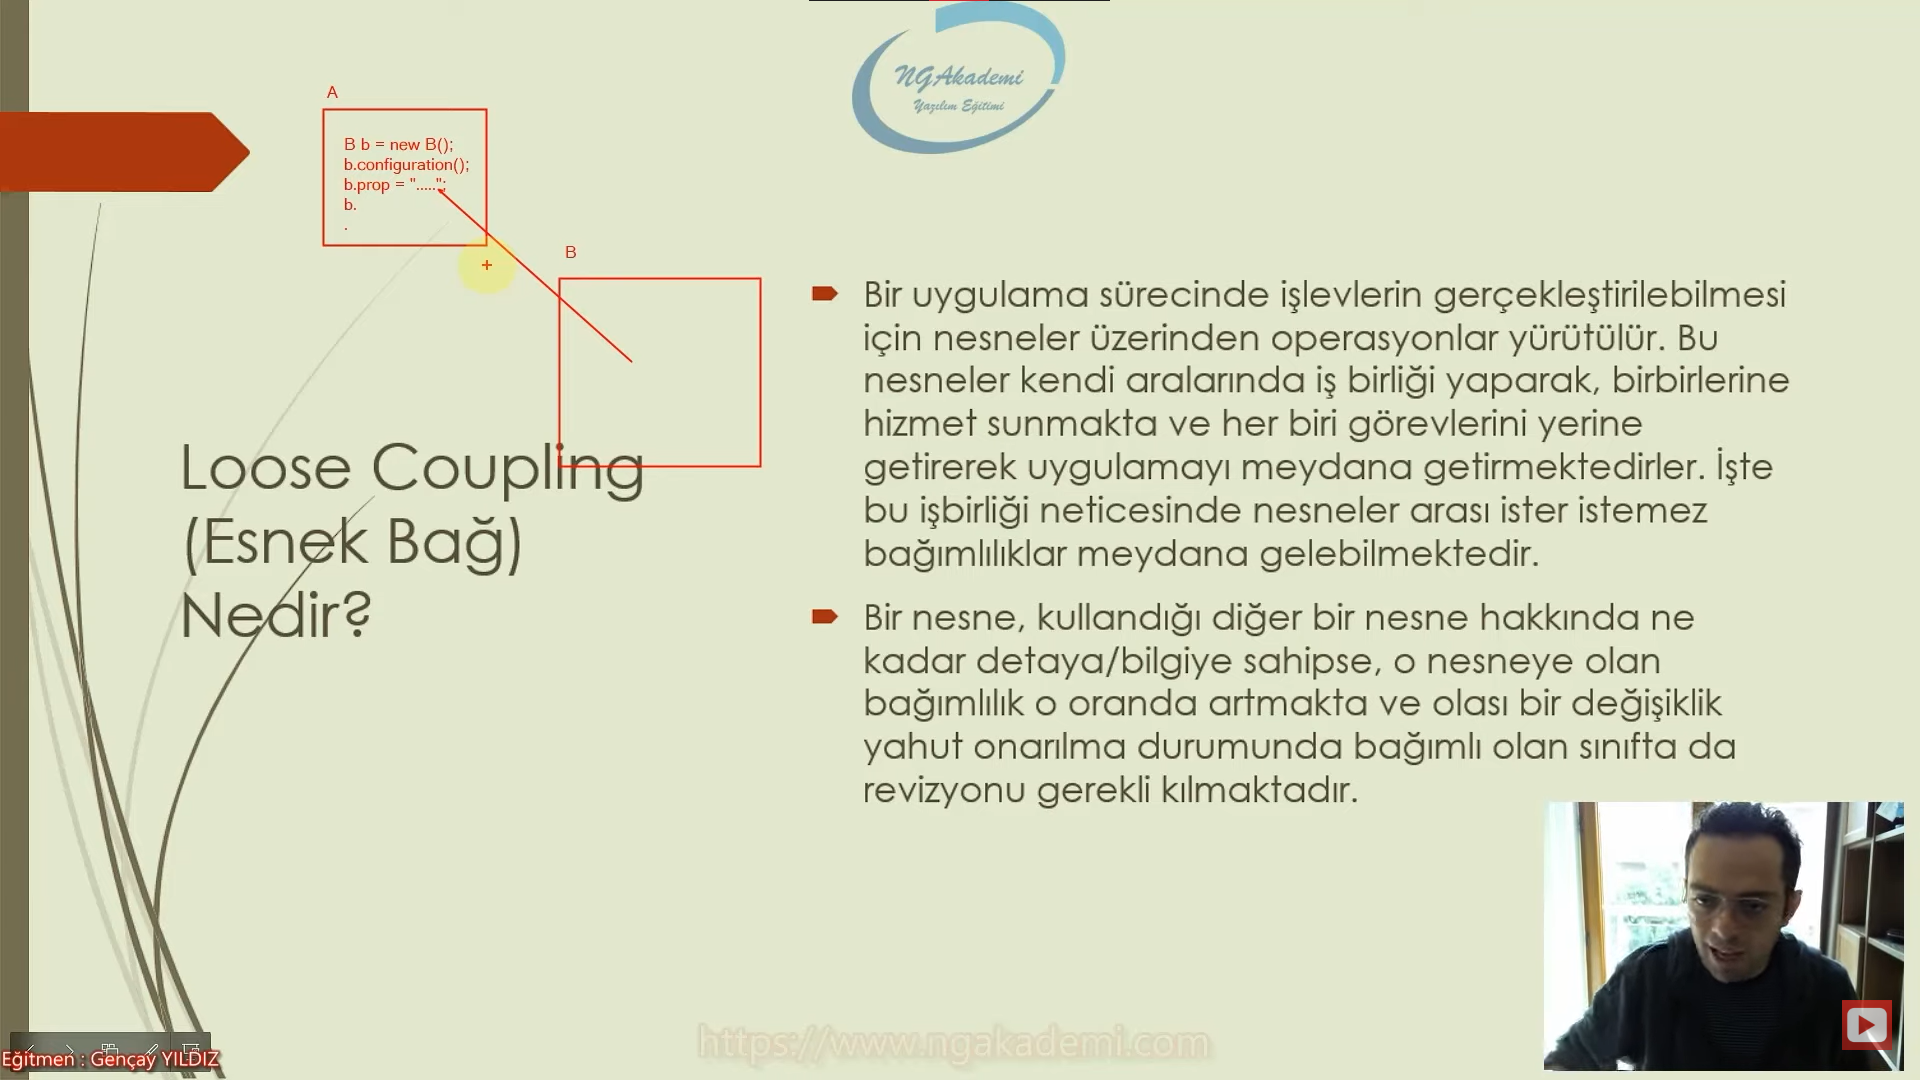 NGAkademi
Yazılım Eğitimi
A
B b = new B();
b.configuration();
b.prop = ".....";
b.
.
B
Loose Coupling
(Esnek Bağ)
Nedir?
Bir uygulama sürecinde işlevlerin gerçekleştirilebilmesi
için nesneler üzerinden operasyonlar yürütülür. Bu
nesneler kendi aralarında iş birliği yaparak, birbirlerine
hizmet sunmakta ve her biri görevlerini yerine
getirerek uygulamayı meydana getirmektedirler. İşte
bu işbirliği neticesinde nesneler arası ister istemez
bağımlılıklar meydana gelebilmektedir.
Bir nesne, kullandığı diğer bir nesne hakkında ne
kadar detaya/bilgiye sahipse, o nesneye olan
bağımlılık o oranda artmakta ve olası bir değişiklik
yahut onarılma durumunda bağımlı olan sınıfta da
revizyonu gerekli kılmaktadır.
https://www.ngakademi.com
Eğitmen : Gençay YILDIZ